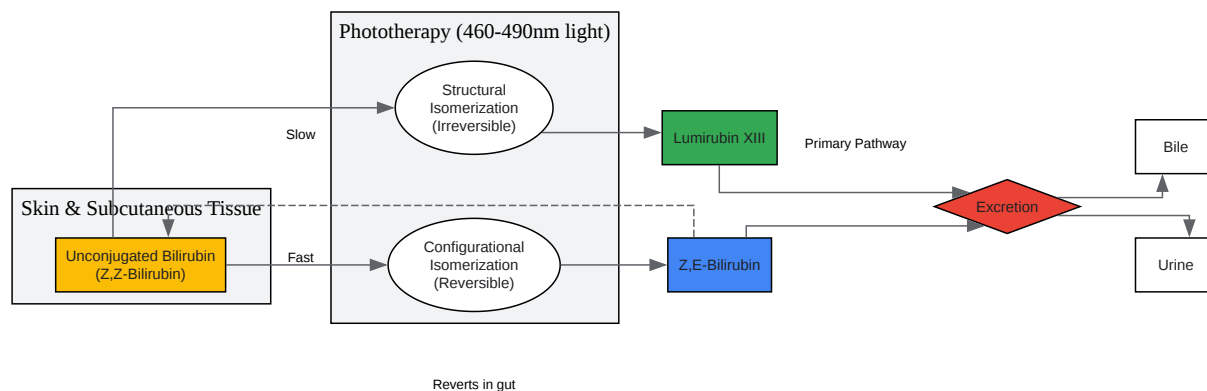 Phototherapy (460-490nm light)
Structural
Isomerization
(Irreversible)
Slow
Lumirubin XIII
Primary Pathway
Bile
Skin & Subcutaneous Tissue
Excretion
Unconjugated Bilirubin
(Z,Z-Bilirubin)
Fast
Configurational
Isomerization
(Reversible)
Z,E-Bilirubin
Urine
Reverts in gut